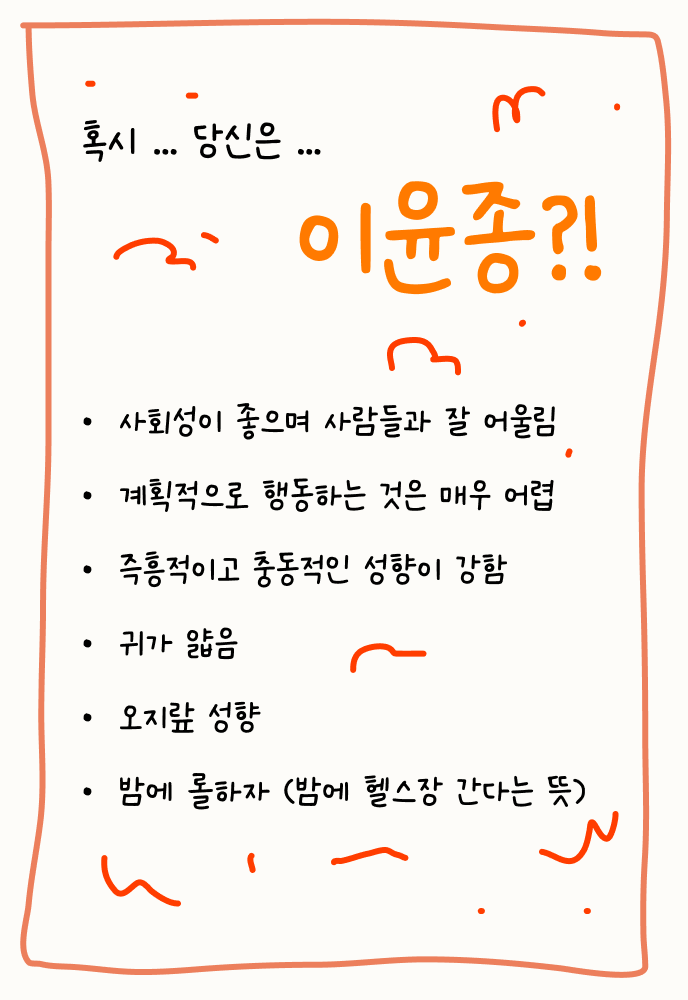 혹시 ... 당신은 ...
이윤종?!
• 사회성이 좋으며 사람들과 잘 어울림
• 계획적으로 행동하는 것은 매우 어렵
• 즉흥적이고 충동적인 성향이 강함
• 귀가 얇음
• 오지랖 성향
• 밤에 롤하자 (밤에 헬스장 간다는 뜻)